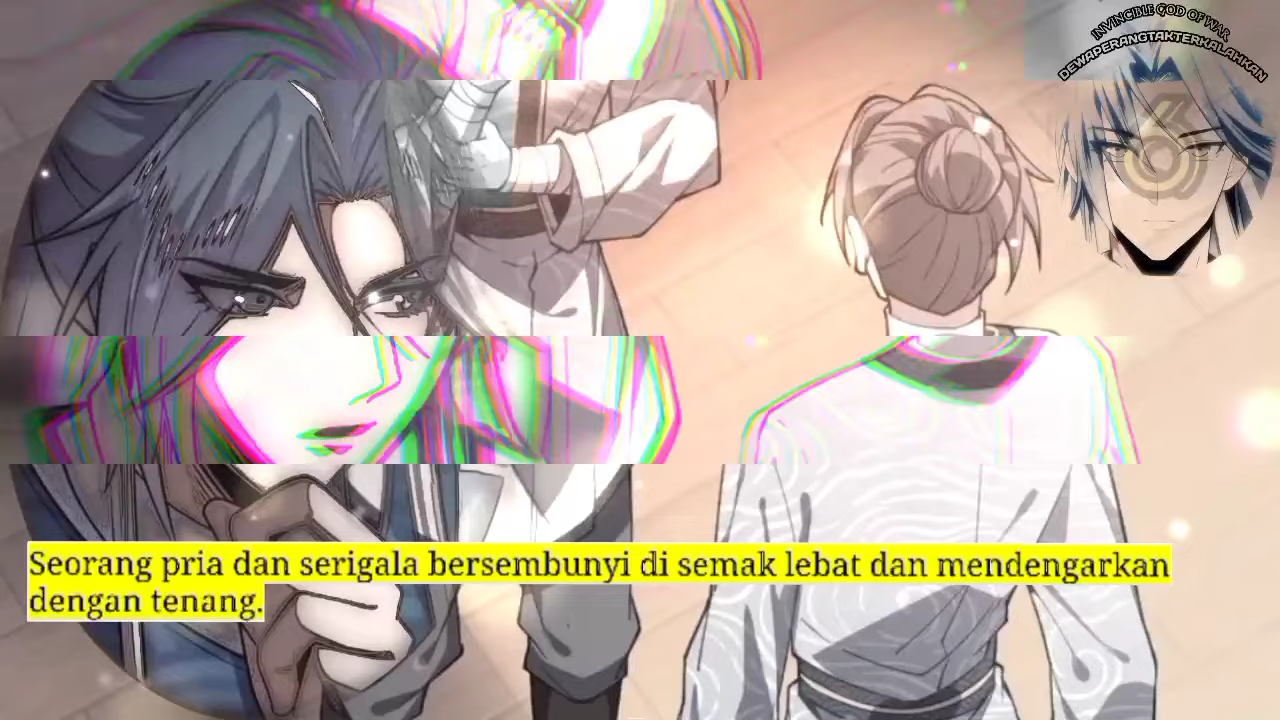 INVINCIBLE GOD OF WAR
DEWAPERANGTAKTERKALAHKAN
Seorang pria dan serigala bersembunyi di semak lebat dan mendengarkan
dengan tenang.